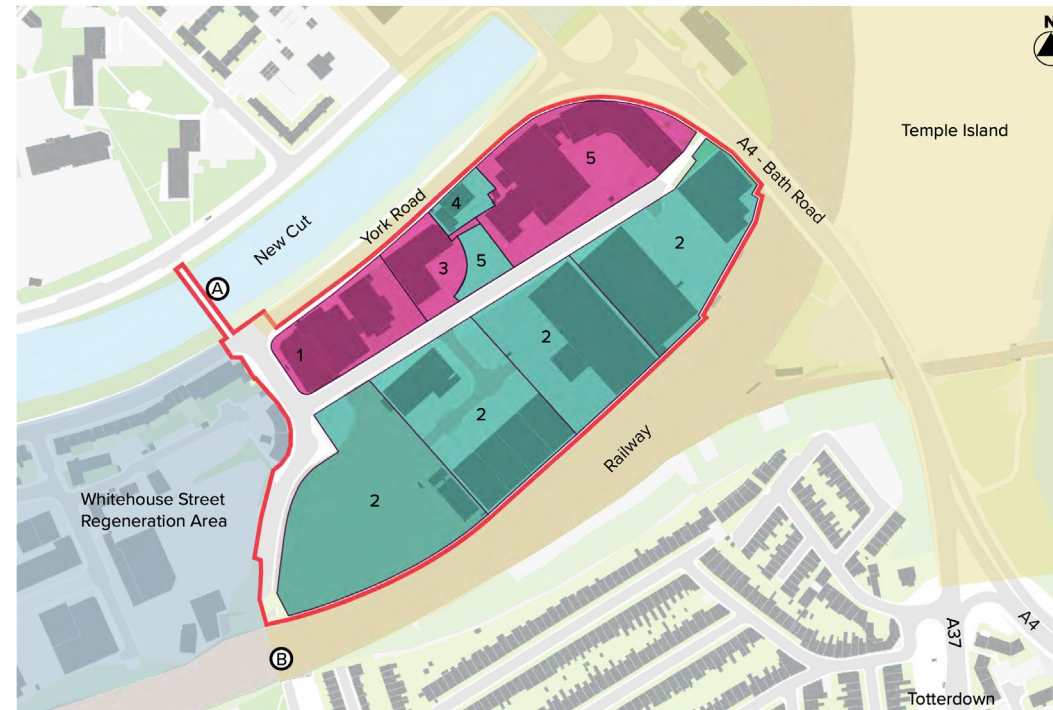 N
Temple Island
A4 - Bath Road
5
York Road
4
New Cut
2
3
5
A
2
1
2
Railway
Whitehouse Street
Regeneration Area
2
A4
A37
B
Totterdown